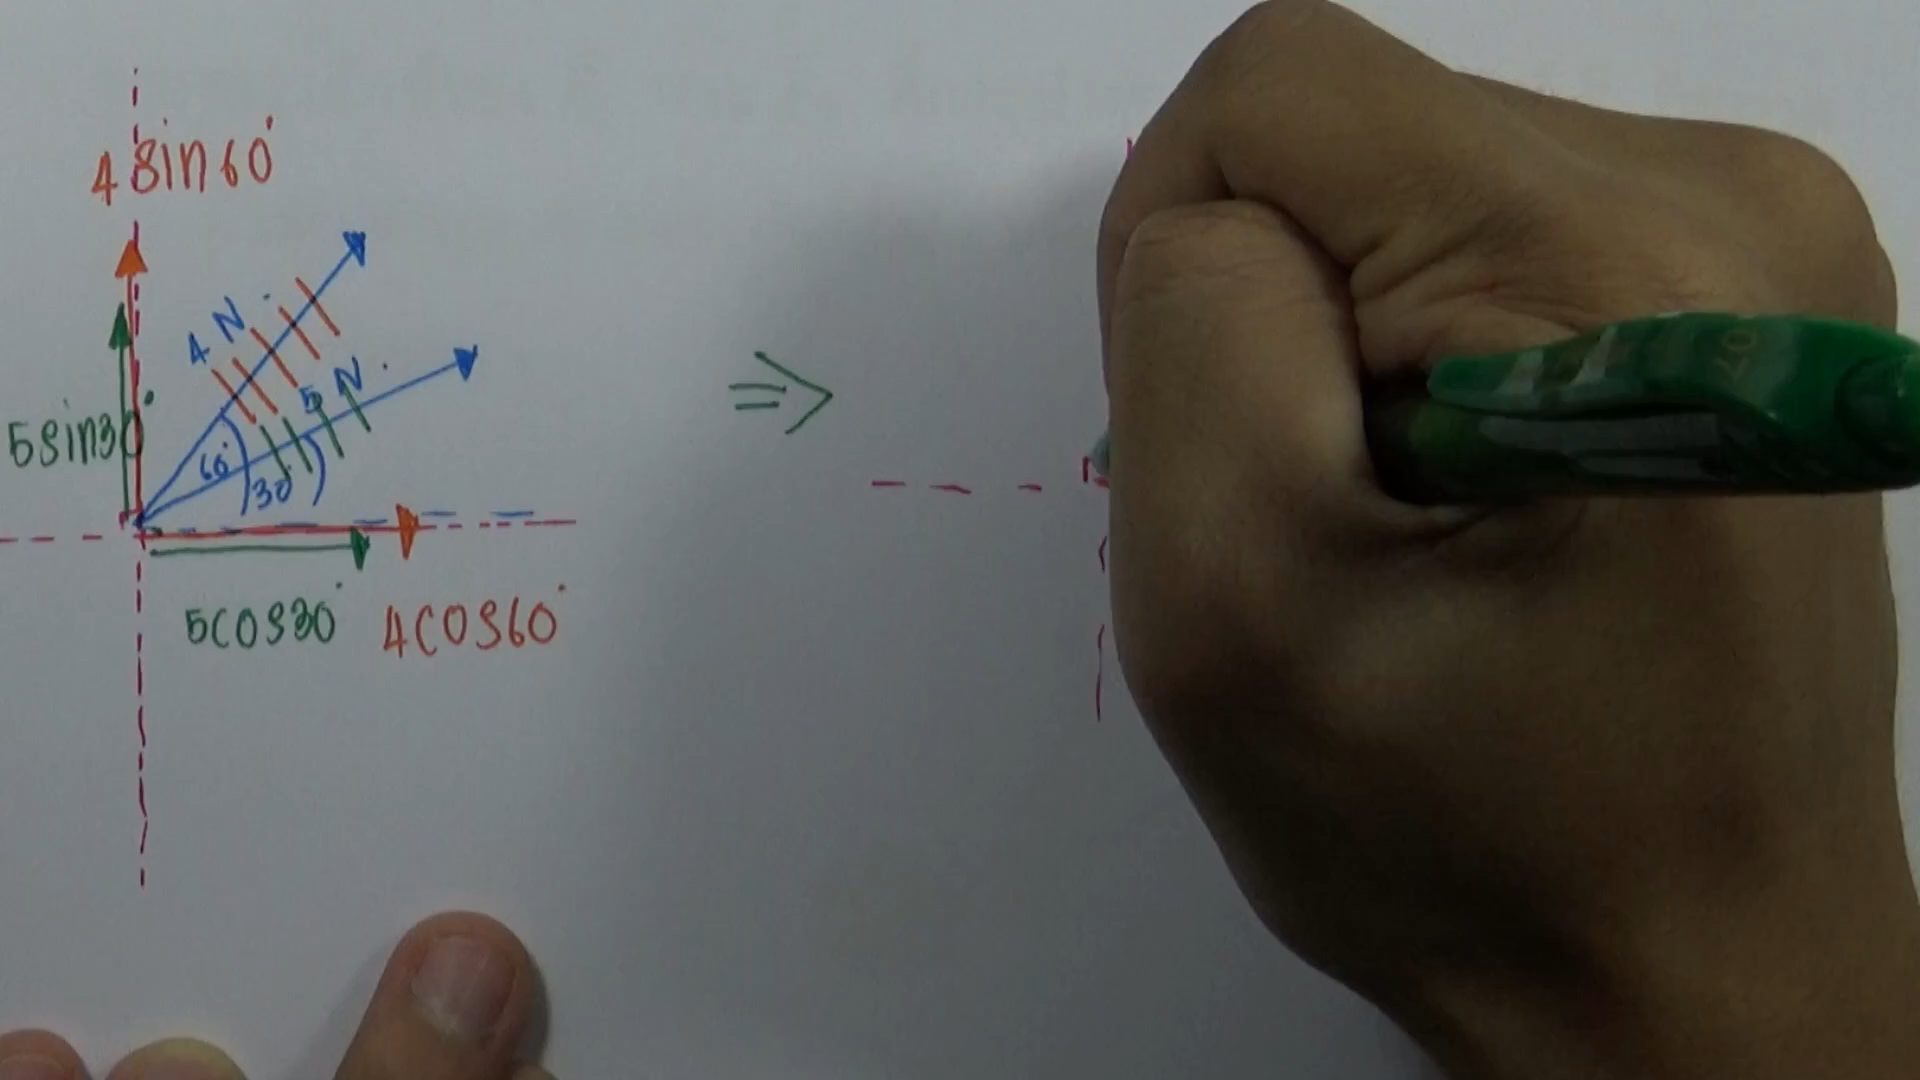 4 sin 60°
4 N.
5 N.
5 sin 30°
60°
30°
5 cos 30° 4 cos 60°
⇒